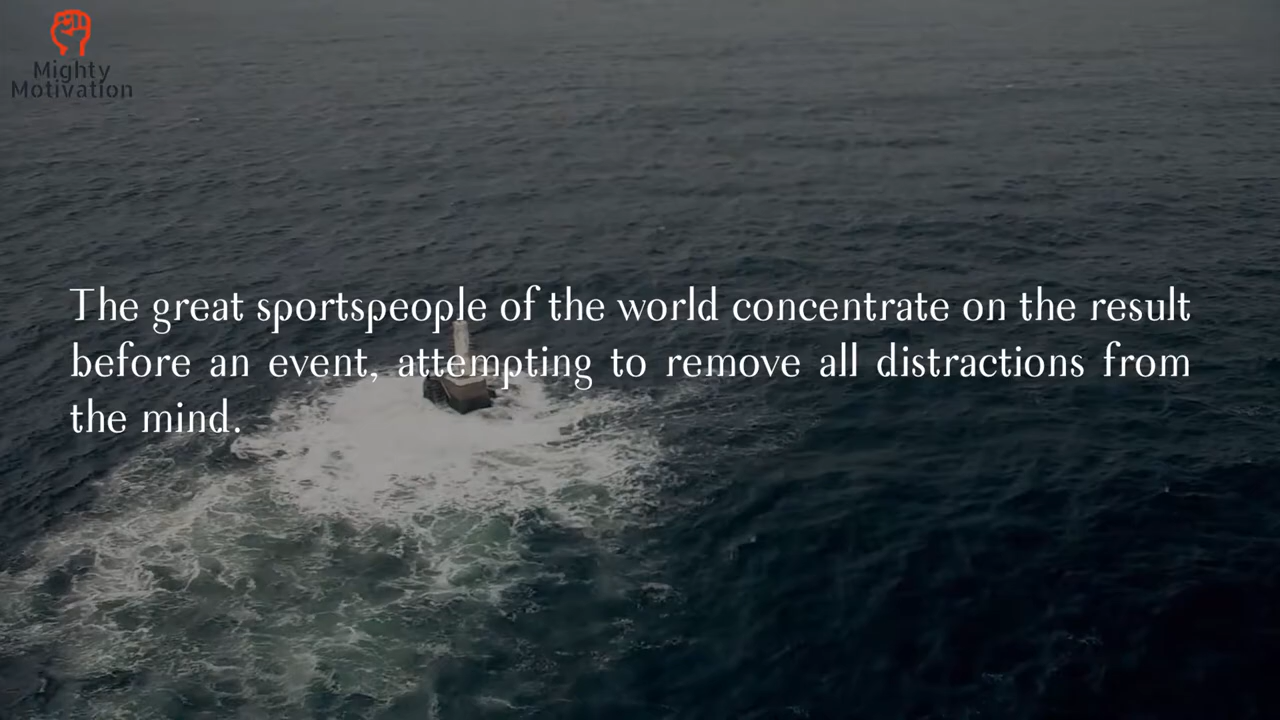 Mighty
Motivation
The great sportspeople of the world concentrate on the result
before an event, attempting to remove all distractions from
the mind.